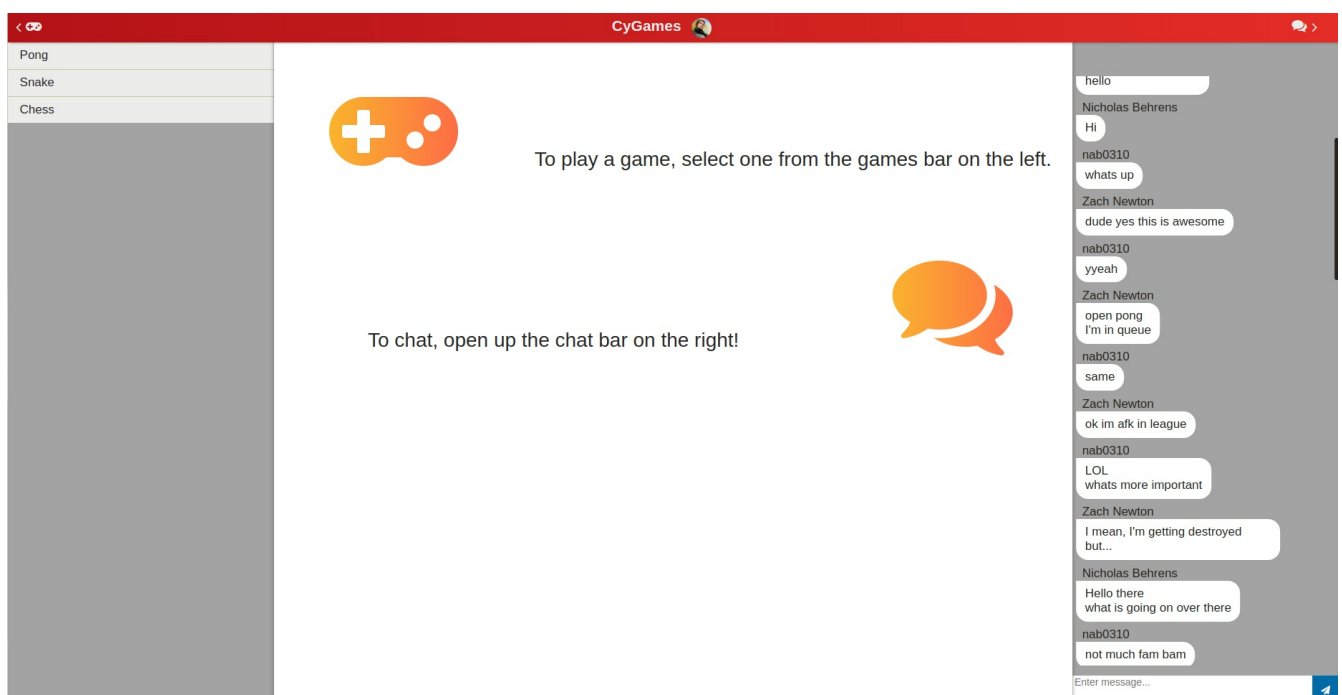 CyGames
Pong
Snake
Chess
To play a game, select one from the games bar on the left.
To chat, open up the chat bar on the right!
hello
Nicholas Behrens
Hi
nab0310
whats up
Zach Newton
dude yes this is awesome
nab0310
yyeah
Zach Newton
open pong
I'm in queue
nab0310
same
Zach Newton
ok im afk in league
nab0310
LOL
whats more important
Zach Newton
I mean, I'm getting destroyed
but...
Nicholas Behrens
Hello there
what is going on over there
nab0310
not much fam bam
Enter message...